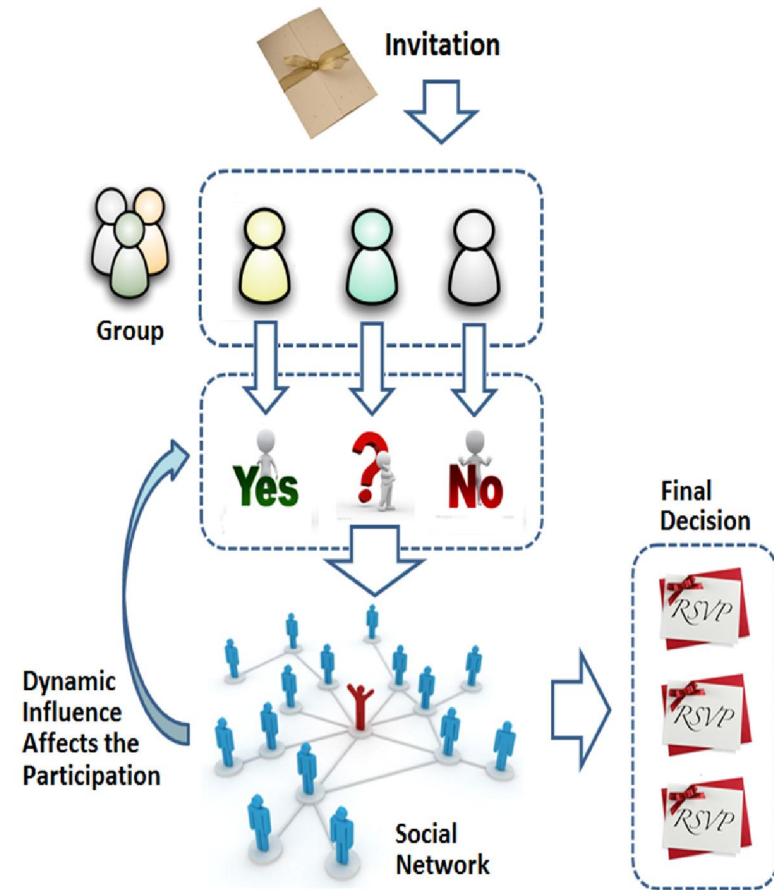 Invitation
Group
Yes
?
No
Final
Decision
RSVP
RSVP
RSVP
Dynamic
Influence
Affects the
Participation
Social
Network